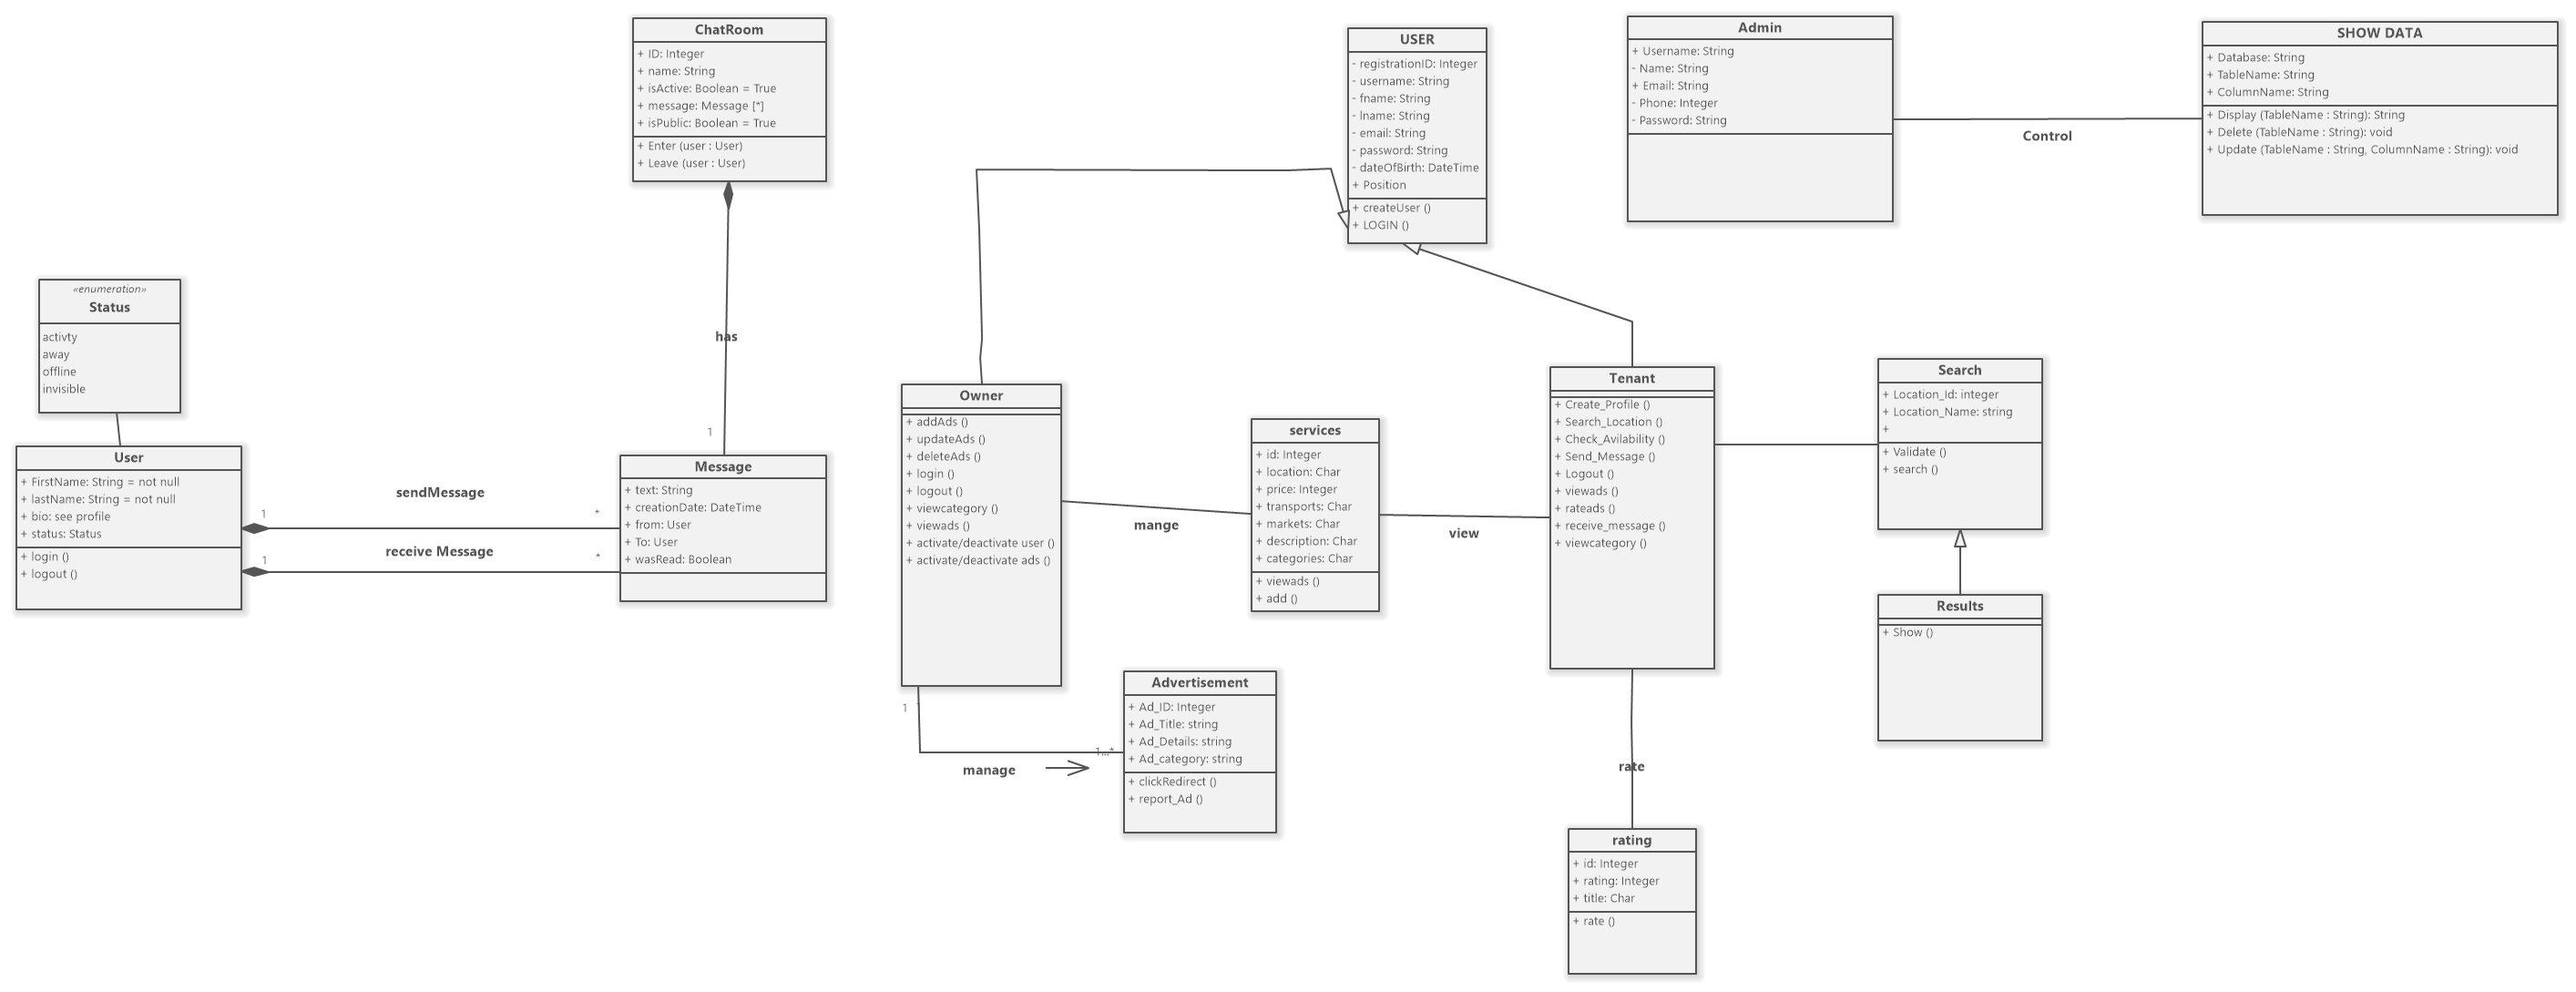 ChatRoom
+ ID: Integer
+ name: String
+ isActive: Boolean = True
+ message: Message [*]
+ isPublic: Boolean = True
+ Enter (user : User)
+ Leave (user : User)
has
1
«enumeration»
Status
activty
away
offline
invisible
User
+ FirstName: String = not null
+ lastName: String = not null
+ bio: see profile
+ status: Status
+ login ()
+ logout ()
sendMessage
1
*
receive Message
1
*
Message
+ text: String
+ creationDate: DateTime
+ from: User
+ To: User
+ wasRead: Boolean
USER
- registrationID: Integer
- username: String
- fname: String
- lname: String
- email: String
- password: String
- dateOfBirth: DateTime
+ Position
+ createUser ()
+ LOGIN ()
Admin
+ Username: String
- Name: String
+ Email: String
- Phone: Integer
- Password: String
Control
SHOW DATA
+ Database: String
+ TableName: String
+ ColumnName: String
+ Display (TableName : String): String
+ Delete (TableName : String): void
+ Update (TableName : String, ColumnName : String): void
Owner
+ addAds ()
+ updateAds ()
+ deleteAds ()
+ login ()
+ logout ()
+ viewcategory ()
+ viewads ()
+ activate/deactivate user ()
+ activate/deactivate ads ()
mange
services
+ id: Integer
+ location: Char
+ price: Integer
+ transports: Char
+ markets: Char
+ description: Char
+ categories: Char
+ viewads ()
+ add ()
view
Tenant
+ Create_Profile ()
+ Search_Location ()
+ Check_Avilability ()
+ Send_Message ()
+ Logout ()
+ viewads ()
+ rateads ()
+ receive_message ()
+ viewcategory ()
Search
+ Location_Id: integer
+ Location_Name: string
+
+ Validate ()
+ search ()
Results
+ Show ()
1
1...*
manage
Advertisement
+ Ad_ID: Integer
+ Ad_Title: string
+ Ad_Details: string
+ Ad_category: string
+ clickRedirect ()
+ report_Ad ()
rate
rating
+ id: Integer
+ rating: Integer
+ title: Char
+ rate ()